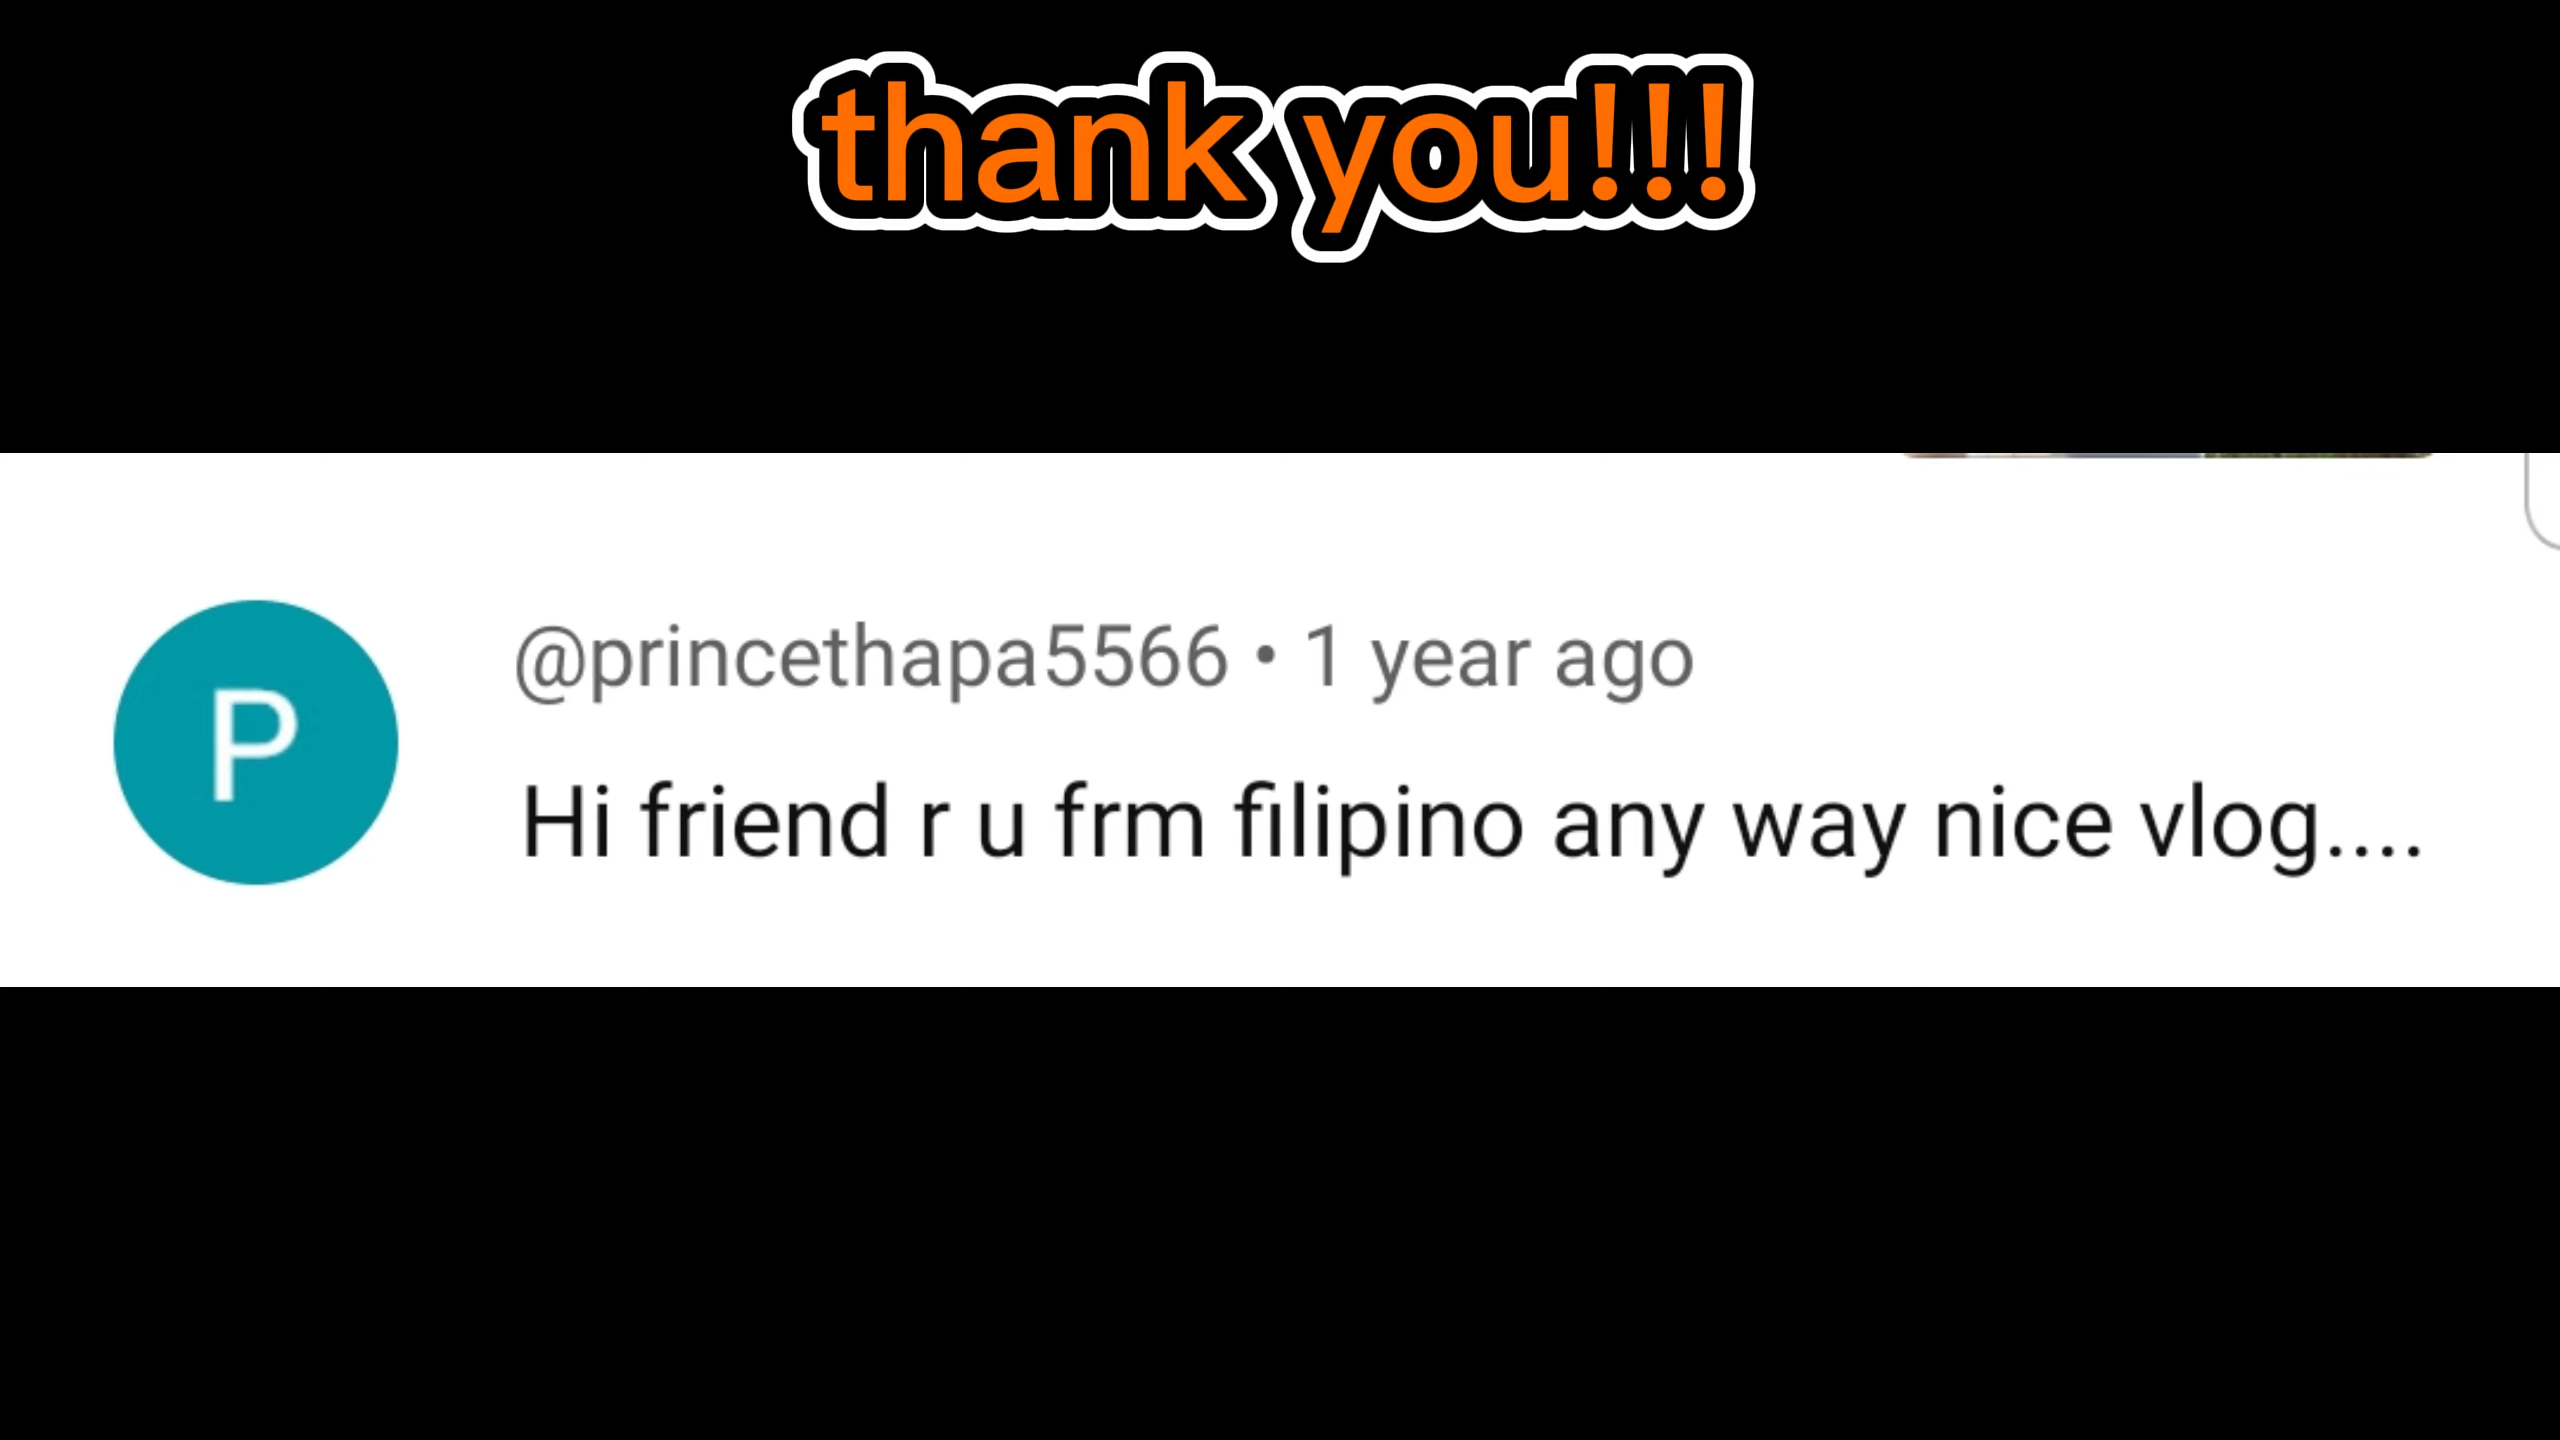 thank you!!!
P
@princethapa5566 • 1 year ago
Hi friend r u frm filipino any way nice vlog....